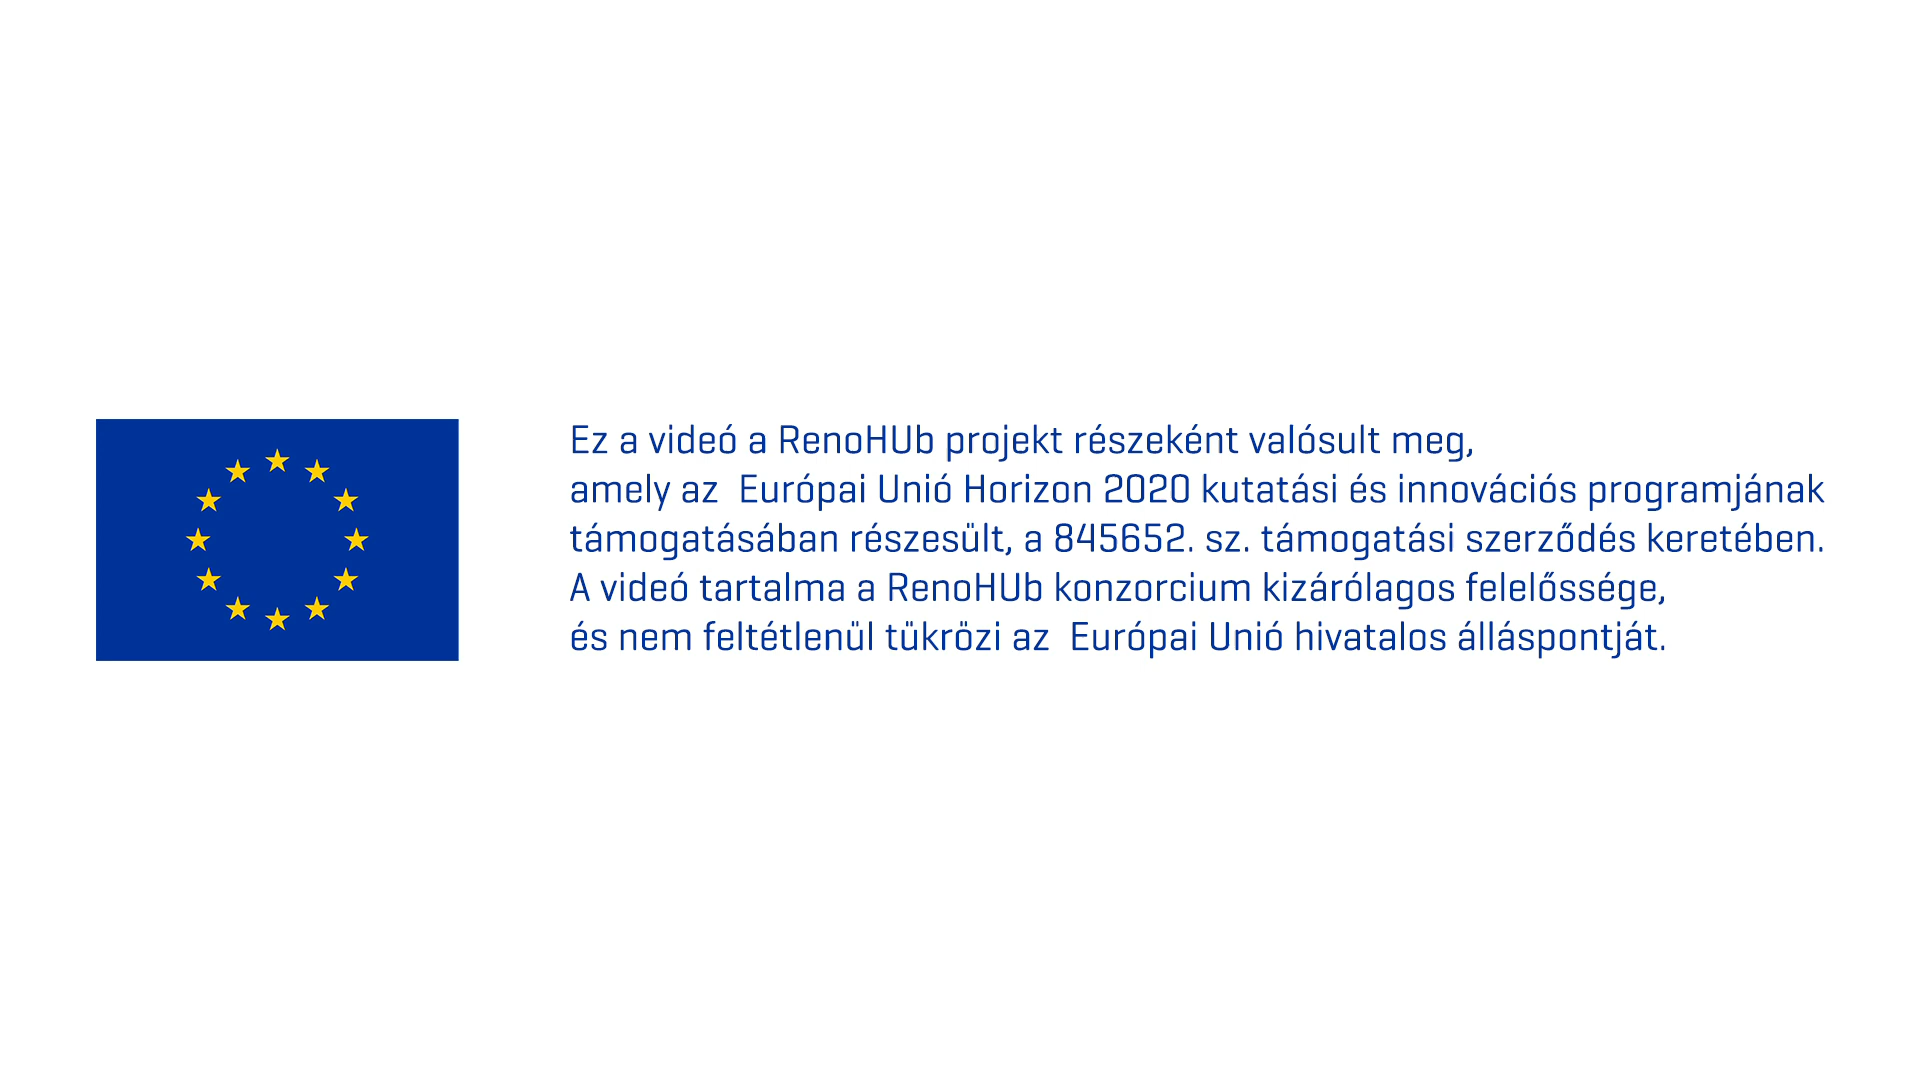 Ez a videó a RenoHUb projekt részeként valósult meg,
amely az  Európai Unió Horizon 2020 kutatási és innovációs programjának
támogatásában részesült, a 845652. sz. támogatási szerződés keretében.
A videó tartalma a RenoHUb konzorcium kizárólagos felelőssége,
és nem feltétlenül tükrözi az  Európai Unió hivatalos álláspontját.